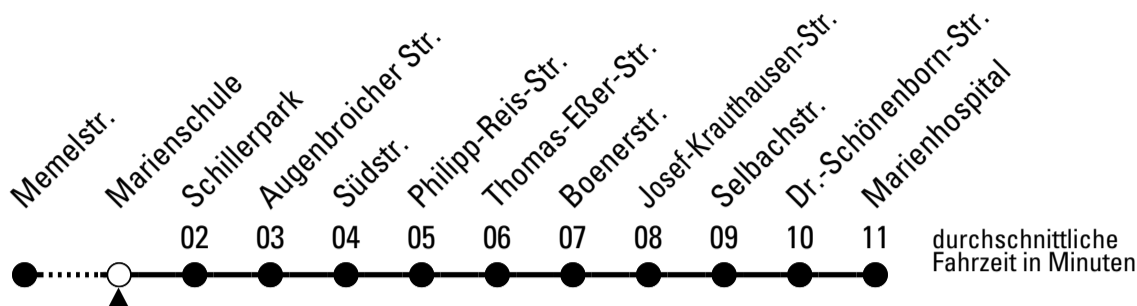 Memelstr.
Marienschule
Schillerpark
Augenbroicher Str.
Südstr.
Philipp-Reis-Str.
Thomas-Eßer-Str.
Boenerstr.
Josef-Krauthausen-Str.
Selbachstr.
Dr.-Schönenborn-Str.
Marienhospital
02 03 04 05 06 07 08 09 10 11
durchschnittliche
Fahrzeit in Minuten